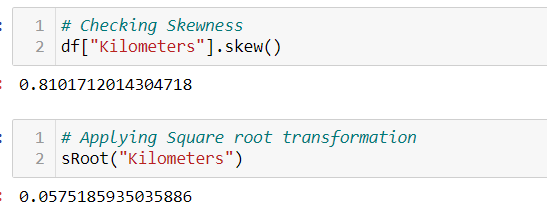 1 # Checking Skewness
2 df["Kilometers"].skew()
0.8101712014304718
1 # Applying Square root transformation
2 sRoot("Kilometers")
0.0575185935035886